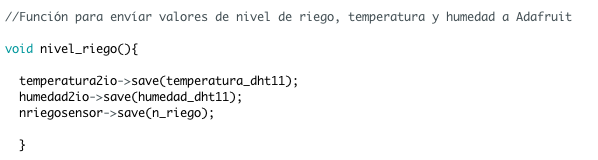 //Función para envíar valores de nivel de riego, temperatura y humedad a Adafruit
void nivel_riego(){
temperatura2io->save(temperatura_dht11);
humedad2io->save(humedad_dht11);
nriegosensor->save(n_riego);
}